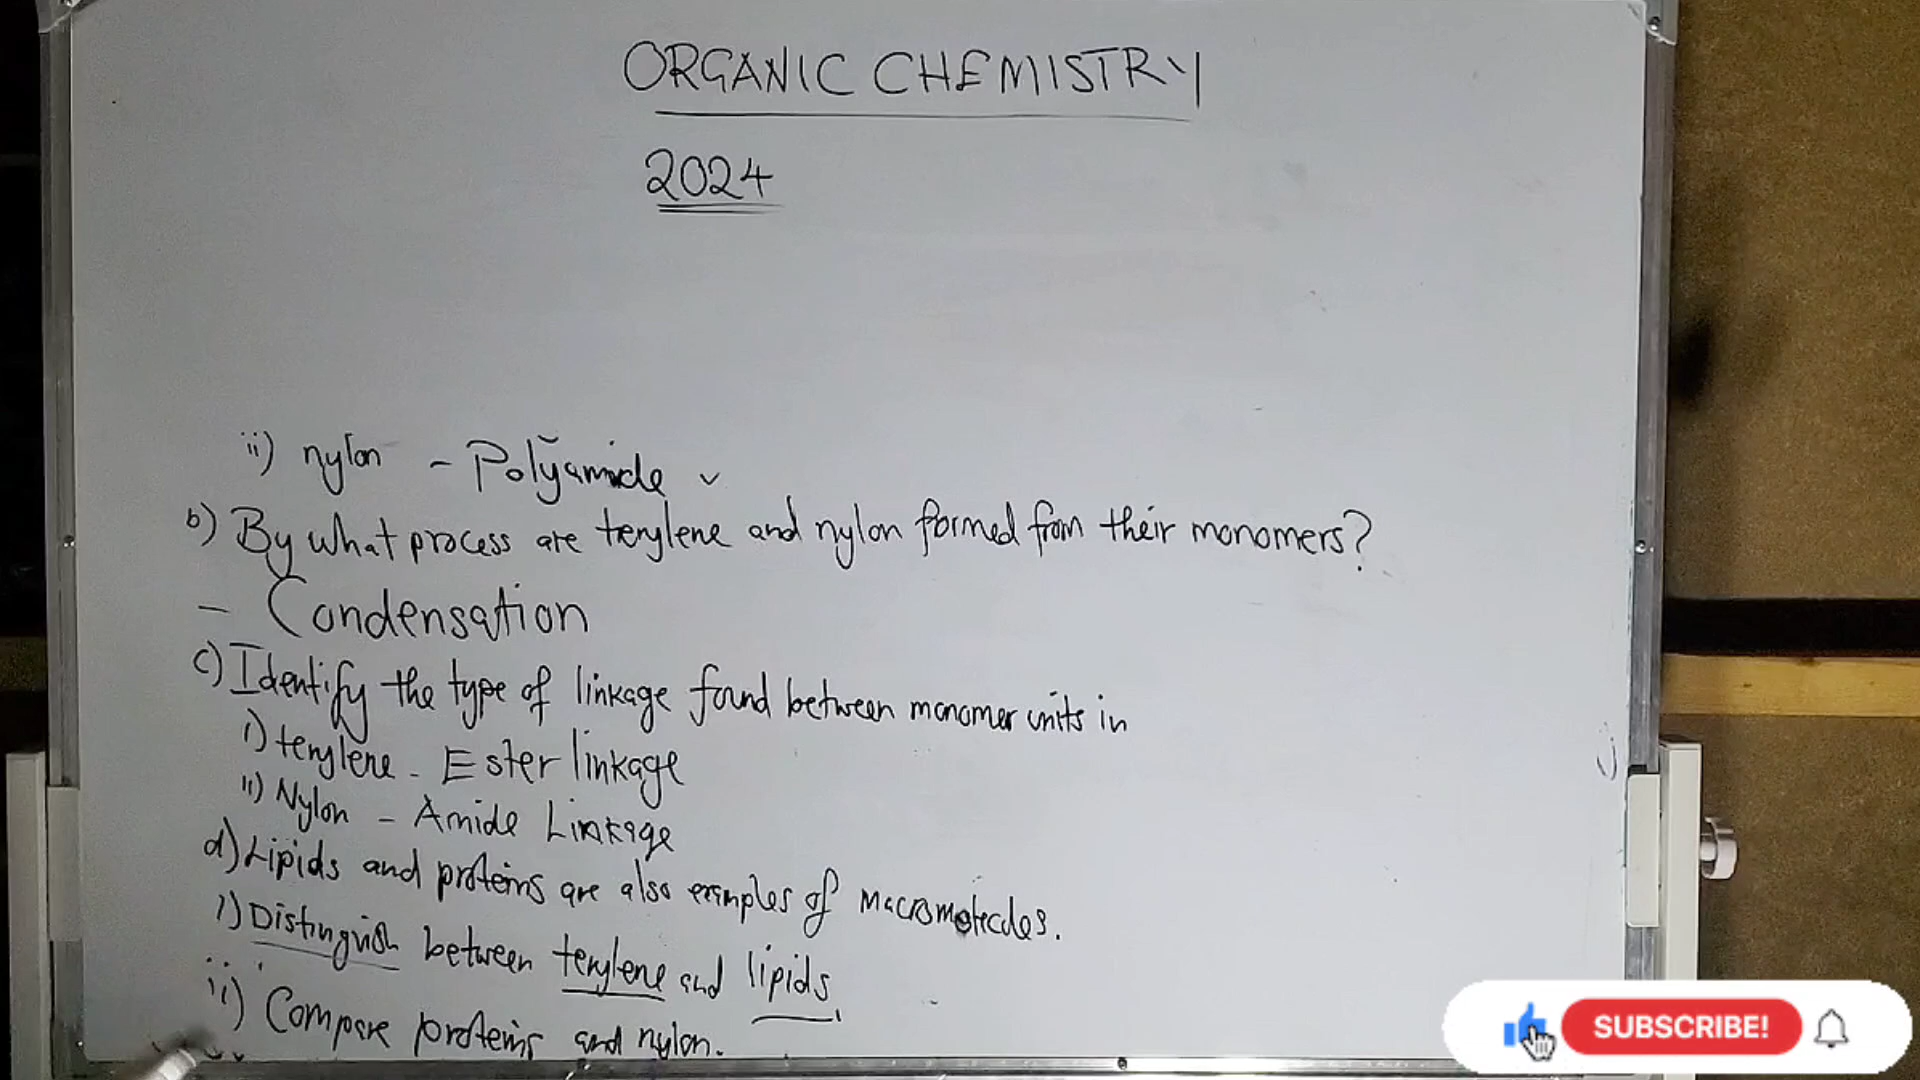 ORGANIC CHEMISTRY
2024
ii) nylon - Polyamide
b) By what process are terylene and nylon formed from their monomers?
- Condensation
c) Identify the type of linkage found between monomer units in
i) terylene - Ester linkage
ii) Nylon - Amide Linkage
d) Lipids and proteins are also examples of macromolecules.
i) Distinguish between terylene and lipids.
ii) Compare proteins and nylon.
SUBSCRIBE!